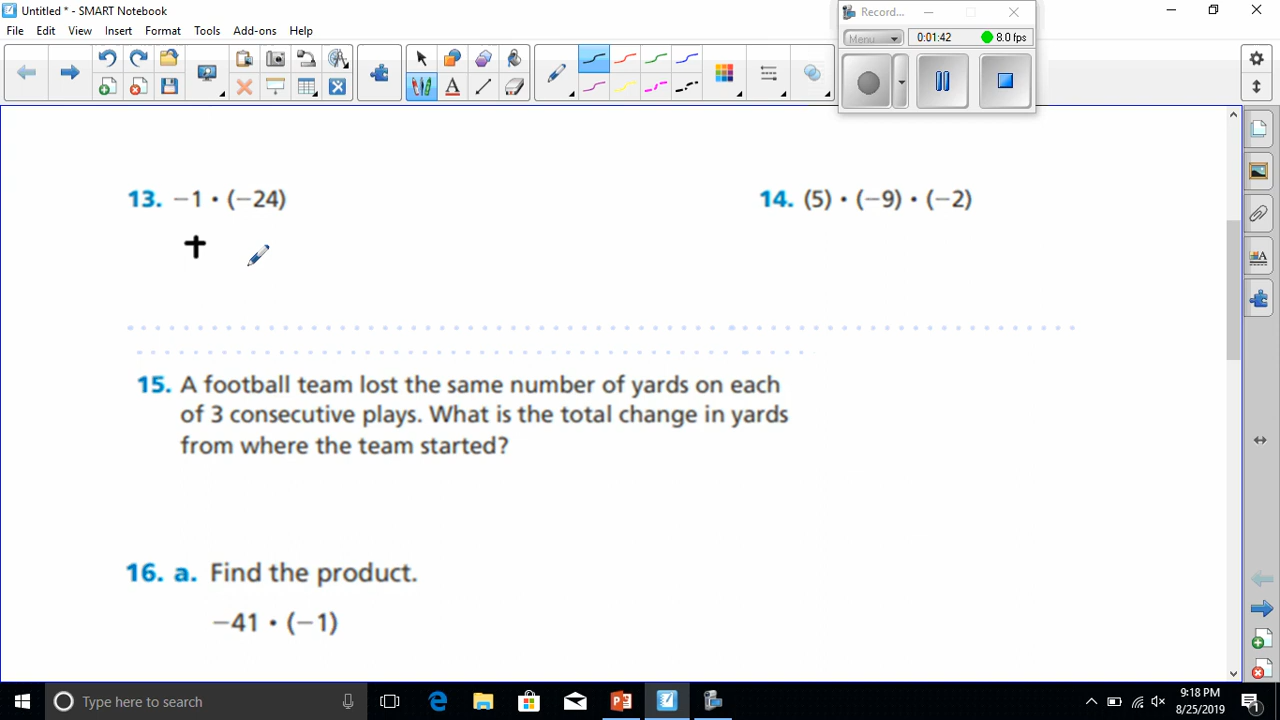 Untitled * - SMART Notebook
Record...
File Edit View Insert Format Tools Add-ons Help
Menu
0:01:42
8.0 fps
13. −1 • (−24)
14. (5) • (−9) • (−2)
+
15. A football team lost the same number of yards on each
of 3 consecutive plays. What is the total change in yards
from where the team started?
16. a. Find the product.
−41 • (−1)
Type here to search
9:18 PM
8/25/2019
1